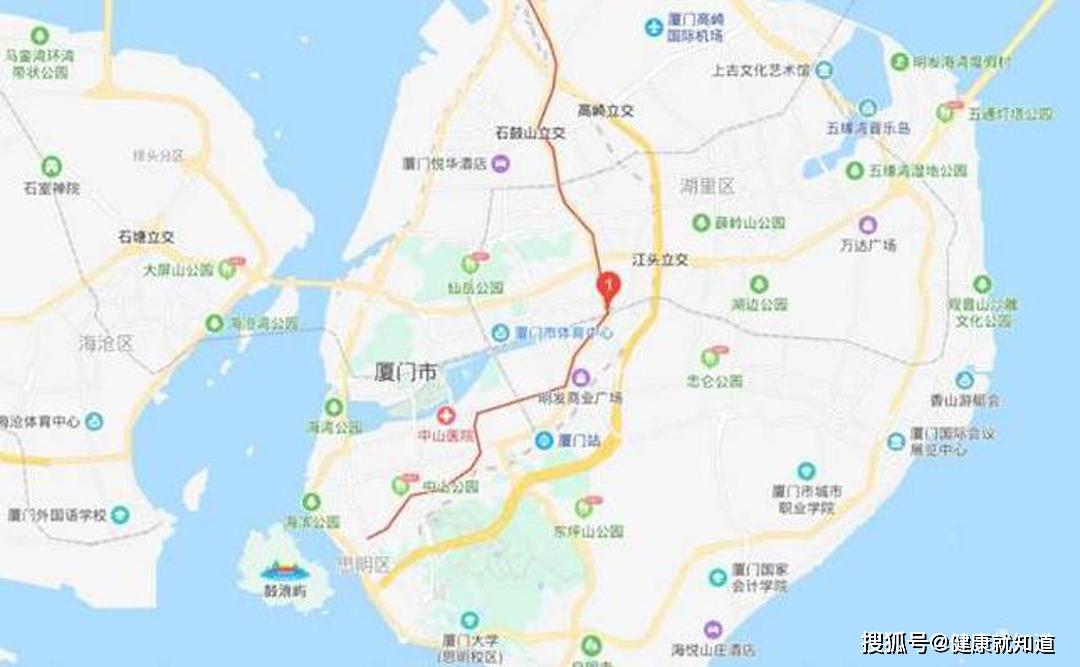 厦门高崎
国际机场
马銮湾环湾
带状公园
上古文化艺术馆
明发海湾度假村
高崎立交
五缘湾音乐岛
五通灯塔公园
石鼓山立交
排头分区
厦门悦华酒店
石室禅院
湖里区
五缘湾湿地公园
薛岭山公园
石塘立交
万达广场
大屏山公园
江头立交
仙岳公园
1
湖边公园
观音山沙雕
文化公园
海沧湾公园
厦门市体育中心
海沧区
厦门市
忠仑公园
明发商业广场
香山游艇会
海沧体育中心
海湾公园
中山医院
厦门站
厦门国际会议
展览中心
厦门市城市
职业学院
中山公园
厦门外国语学校
海滨公园
东坪山公园
思明区
厦门国家
会计学院
鼓浪屿
厦门大学
(思明校区)
海悦山庄酒店
搜狐号@健康就知道